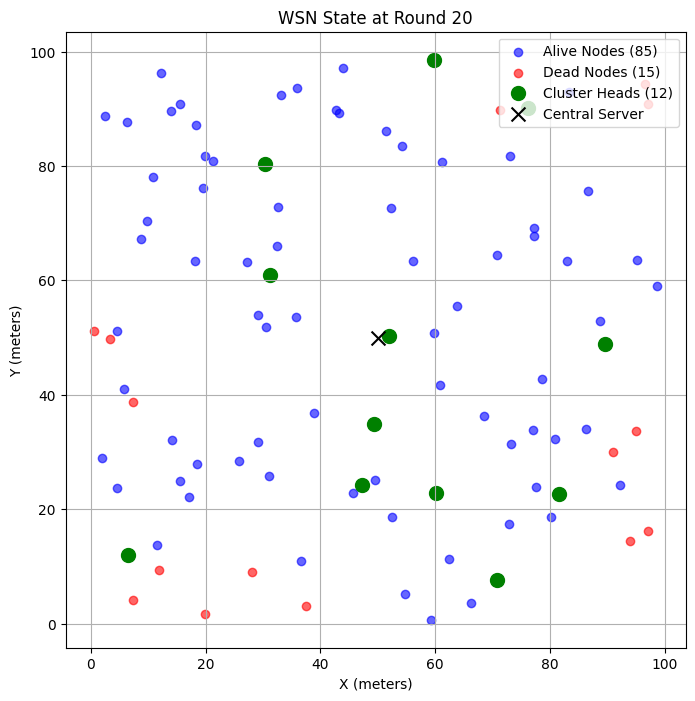 WSN State at Round 20
Alive Nodes (85)
Dead Nodes (15)
Cluster Heads (12)
Central Server
Y (meters)
100
80
60
40
20
0
0 20 40 60 80 100
X (meters)